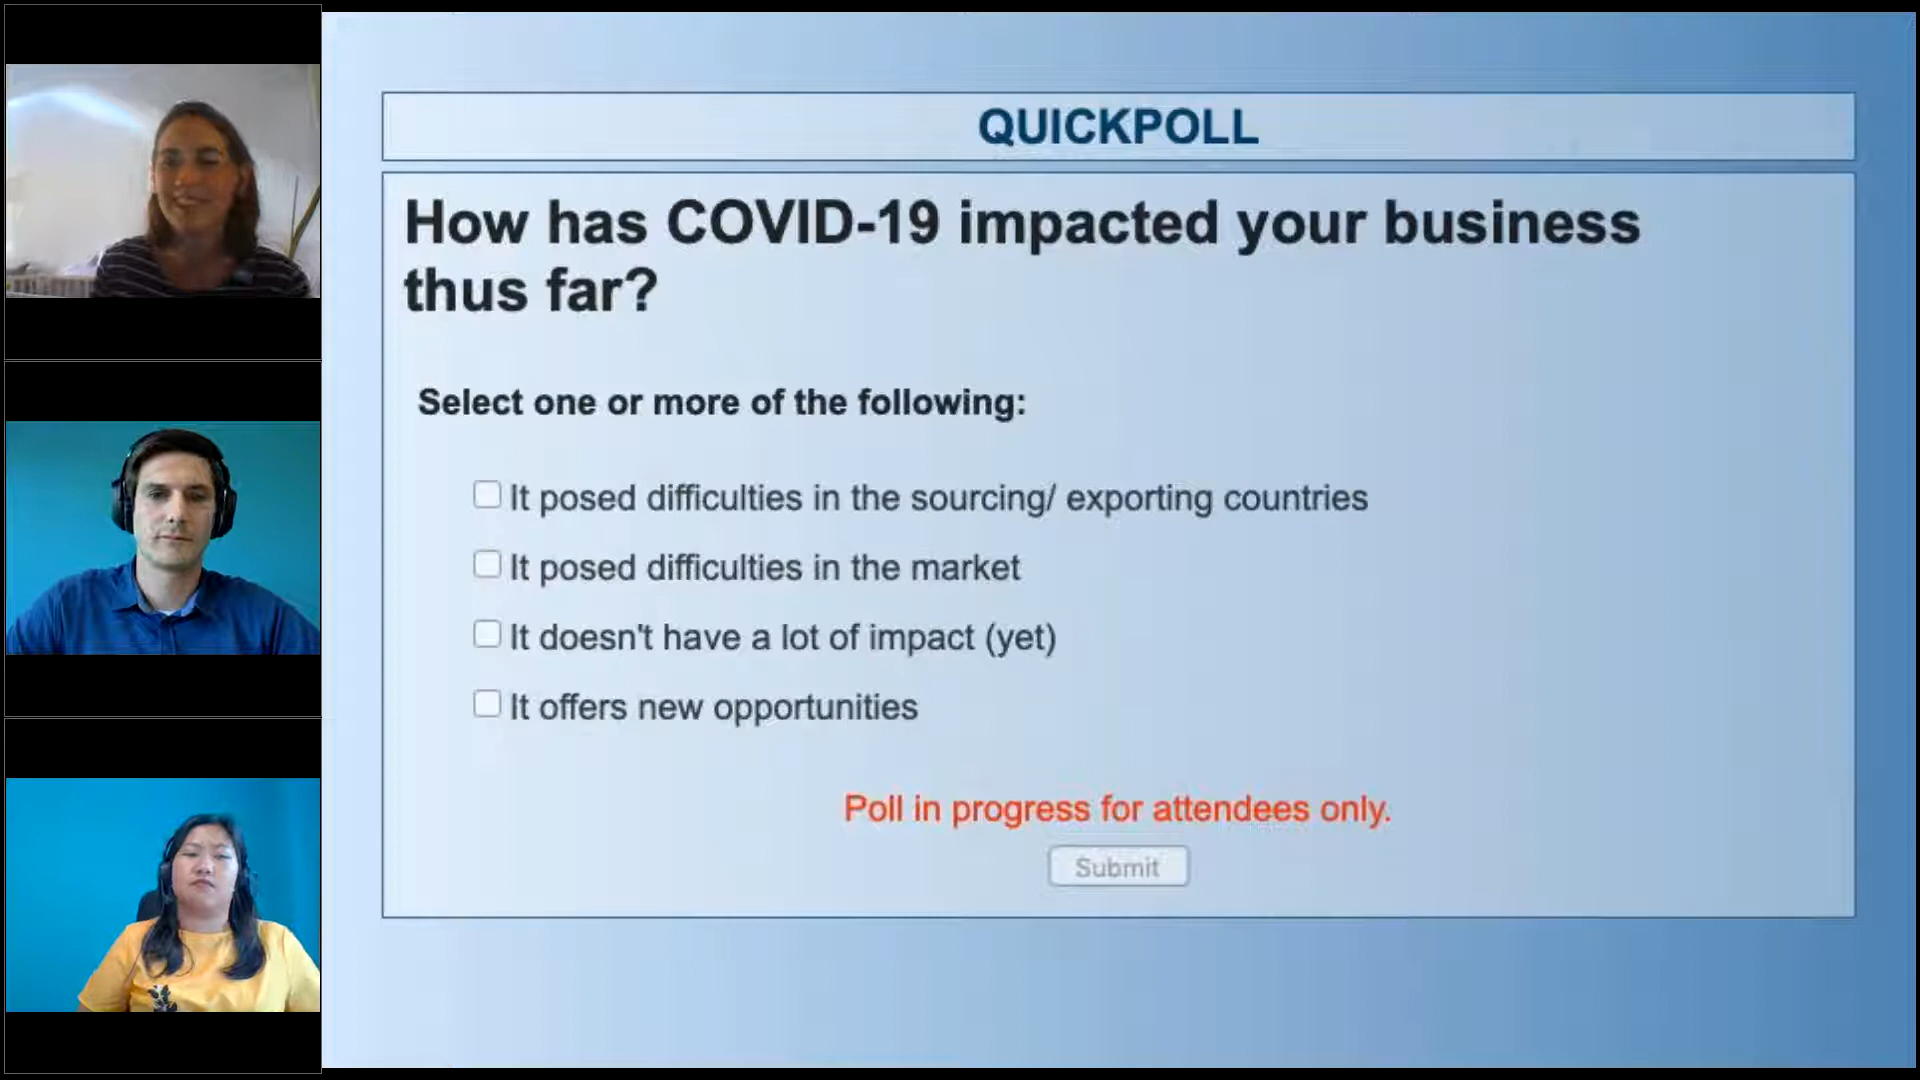 QUICKPOLL
How has COVID-19 impacted your business
thus far?
Select one or more of the following:
It posed difficulties in the sourcing/ exporting countries
It posed difficulties in the market
It doesn't have a lot of impact (yet)
It offers new opportunities
Poll in progress for attendees only.
Submit